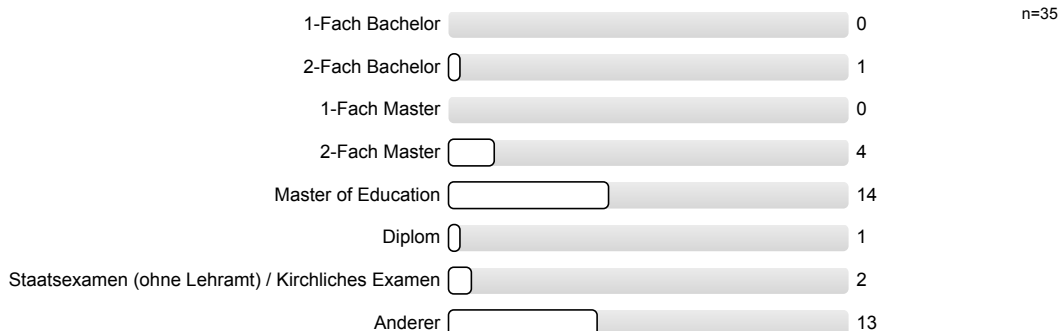 1-Fach Bachelor 0 n=35
2-Fach Bachelor 1
1-Fach Master 0
2-Fach Master 4
Master of Education 14
Diplom 1
Staatsexamen (ohne Lehramt) / Kirchliches Examen 2
Anderer 13